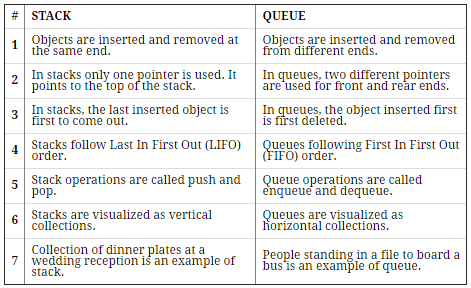 # STACK QUEUE
1 Objects are inserted and removed at the same end. Objects are inserted and removed from different ends.
2 In stacks only one pointer is used. It points to the top of the stack. In queues, two different pointers are used for front and rear ends.
3 In stacks, the last inserted object is first to come out. In queues, the object inserted first is first deleted.
4 Stacks follow Last In First Out (LIFO) order. Queues following First In First Out (FIFO) order.
5 Stack operations are called push and pop. Queue operations are called enqueue and dequeue.
6 Stacks are visualized as vertical collections. Queues are visualized as horizontal collections.
7 Collection of dinner plates at a wedding reception is an example of stack. People standing in a file to board a bus is an example of queue.